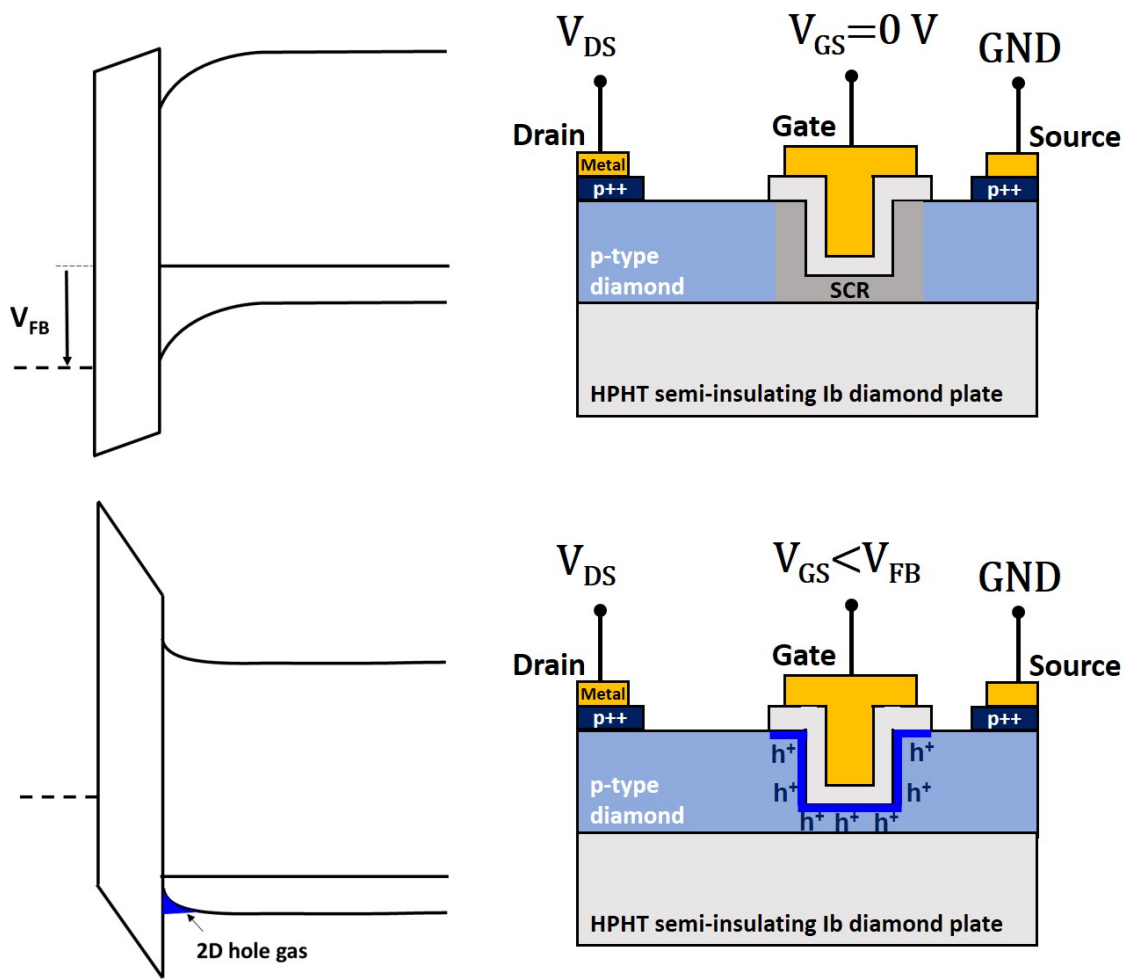 V_DS
V_GS=0 V
GND
Drain
Gate
Source
Metal
p++
p++
p-type
diamond
SCR
V_FB
HPHT semi-insulating Ib diamond plate
V_DS
V_GS<V_FB
GND
Drain
Gate
Source
Metal
p++
p++
h⁺
h⁺
p-type
diamond
h⁺
h⁺
h⁺ h⁺ h⁺
HPHT semi-insulating Ib diamond plate
2D hole gas